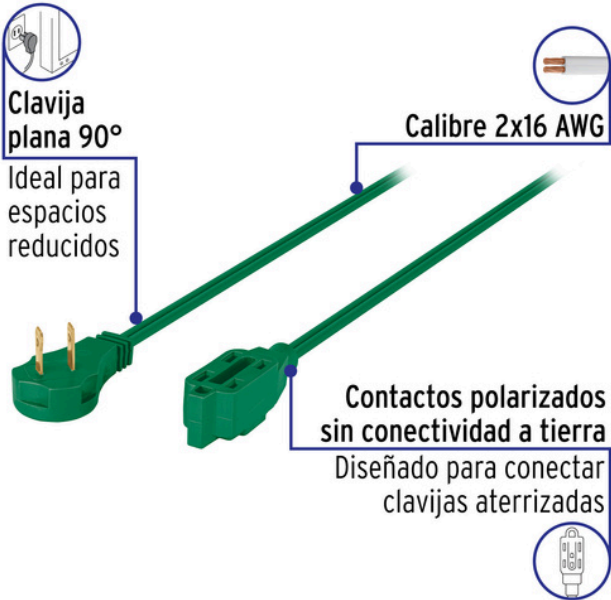 Clavija
plana 90°
Ideal para
espacios
reducidos
Calibre 2x16 AWG
Contactos polarizados
sin conectividad a tierra
Diseñado para conectar
clavijas aterrizadas